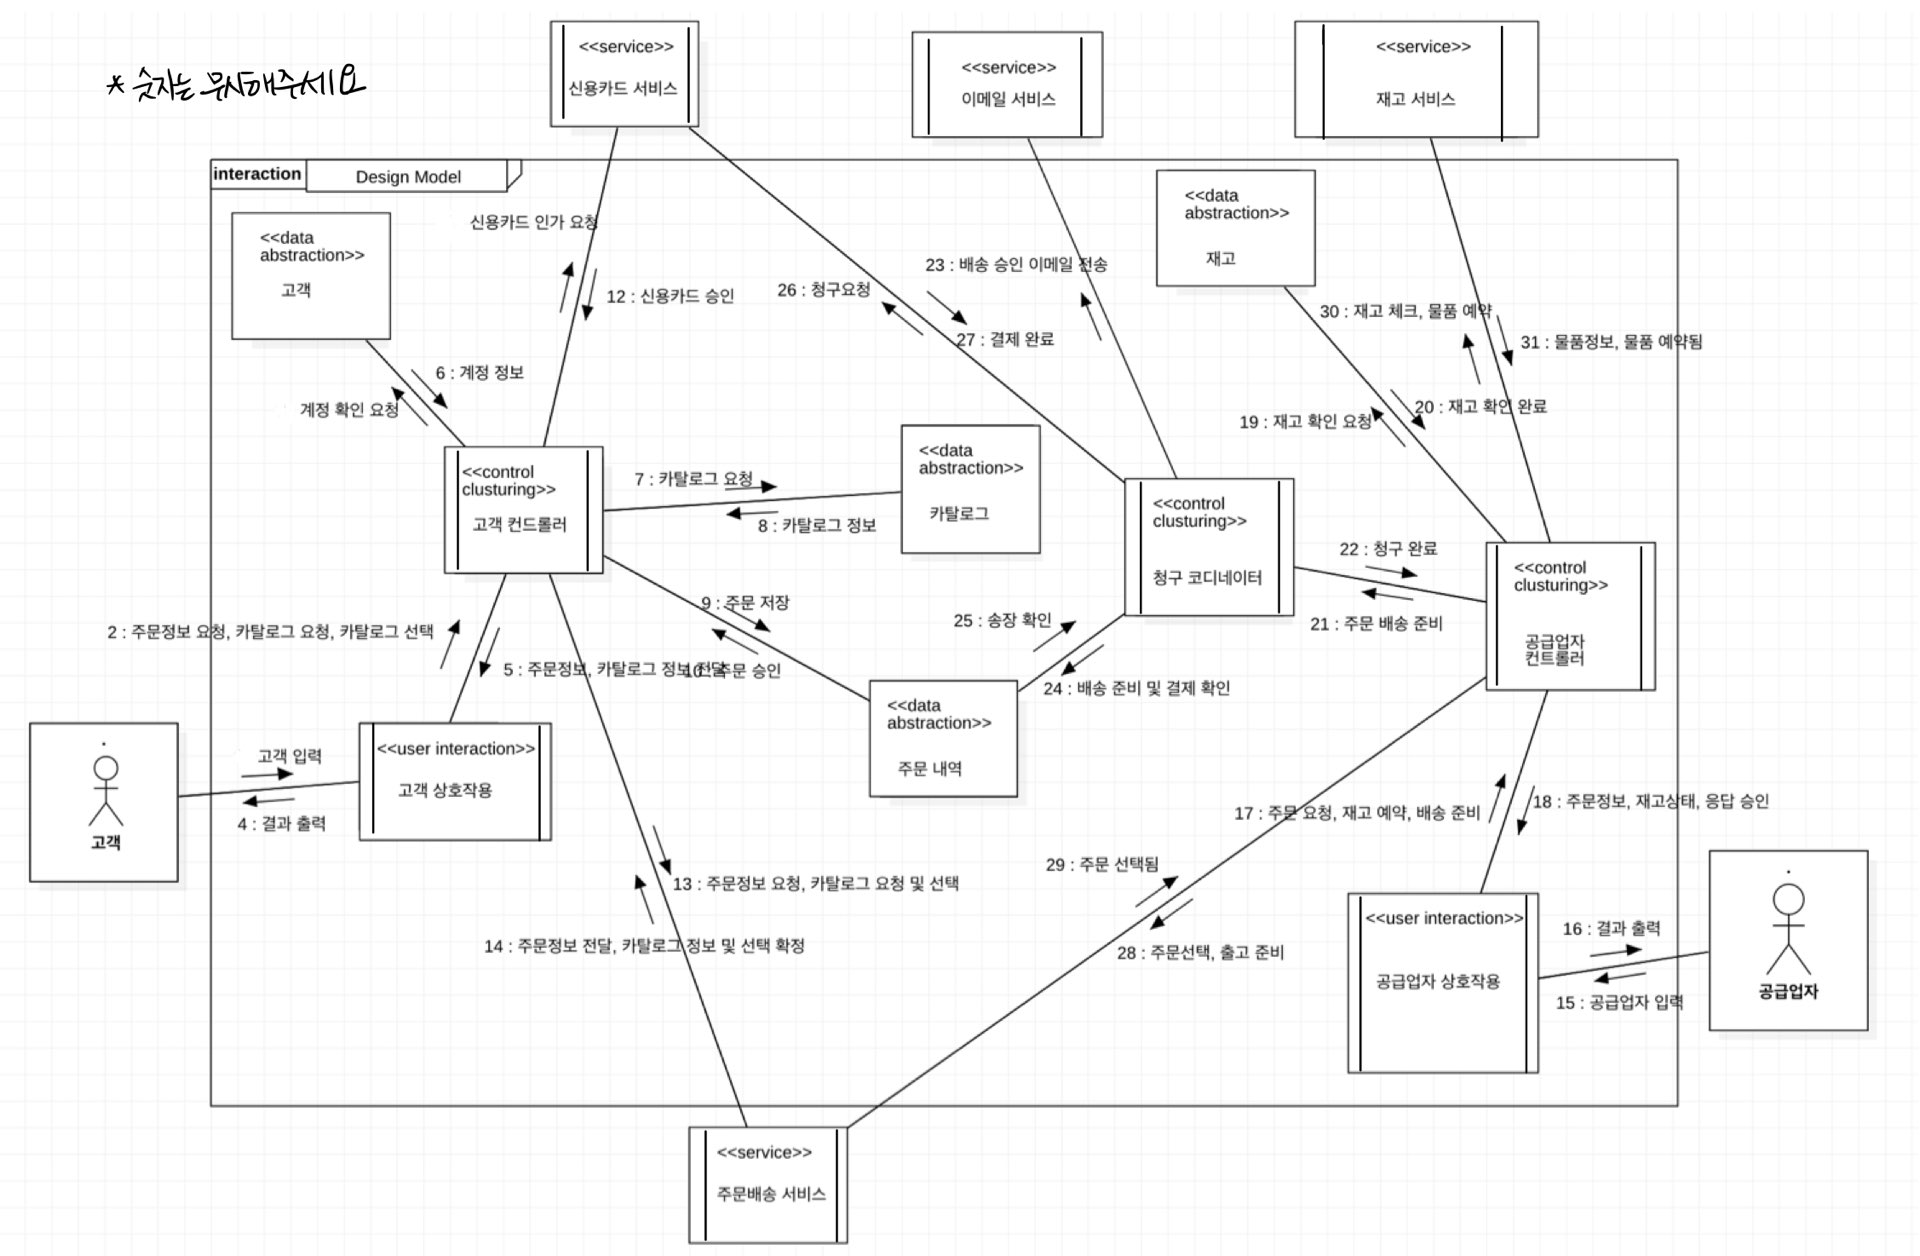 * 숫자는 무시해주세요
<<service>>
신용카드 서비스
<<service>>
이메일 서비스
<<service>>
재고 서비스
interaction
Design Model
<<data
abstraction>>
고객
신용카드 인가 요청
12 : 신용카드 승인
26 : 청구요청
27 : 결제 완료
23 : 배송 승인 이메일 전송
<<data
abstraction>>
재고
30 : 재고 체크, 물품 예약
31 : 물품정보, 물품 예약됨
6 : 계정 정보
계정 확인 요청
19 : 재고 확인 요청
20 : 재고 확인 완료
<<control
clusturing>>
고객 컨드롤러
7 : 카탈로그 요청
8 : 카탈로그 정보
<<data
abstraction>>
카탈로그
<<control
clusturing>>
청구 코디네이터
22 : 청구 완료
21 : 주문 배송 준비
<<control
clusturing>>
공급업자
컨트롤러
2 : 주문정보 요청, 카탈로그 요청, 카탈로그 선택
5 : 주문정보, 카탈로그 정보 전달
9 : 주문 저장
10 : 주문 승인
25 : 송장 확인
24 : 배송 준비 및 결제 확인
<<data
abstraction>>
주문 내역
고객
고객 입력
4 : 결과 출력
<<user interaction>>
고객 상호작용
17 : 주문 요청, 재고 예약, 배송 준비
18 : 주문정보, 재고상태, 응답 승인
13 : 주문정보 요청, 카탈로그 요청 및 선택
14 : 주문정보 전달, 카탈로그 정보 및 선택 확정
29 : 주문 선택됨
28 : 주문선택, 출고 준비
<<user interaction>>
공급업자 상호작용
16 : 결과 출력
15 : 공급업자 입력
공급업자
<<service>>
주문배송 서비스